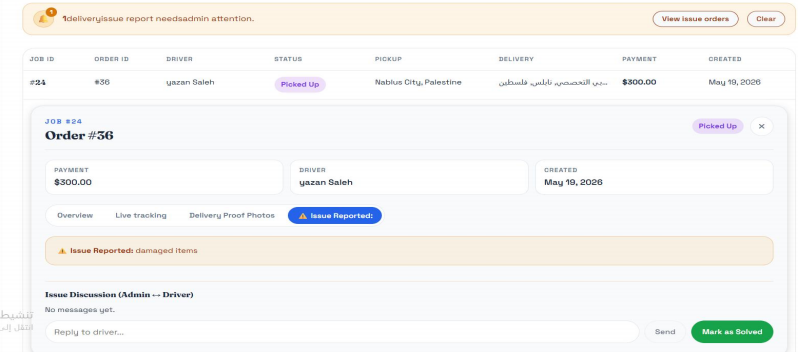 1
1deliveryissue report needsadmin attention.
View issue orders
Clear
JOB ID ORDER ID DRIVER STATUS PICKUP DELIVERY PAYMENT CREATED
#24 #36 yazan Saleh Picked Up Nablus City, Palestine ...بي التخصصي, نابلس, فلسطين $300.00 May 19, 2026
JOB #24
Order #36
Picked Up
PAYMENT
$300.00
DRIVER
yazan Saleh
CREATED
May 19, 2026
Overview Live tracking Delivery Proof Photos Issue Reported:
Issue Reported: damaged items
Issue Discussion (Admin ↔ Driver)
No messages yet.
تنشيط
انتقل إلى
Reply to driver...
Send
Mark as Solved